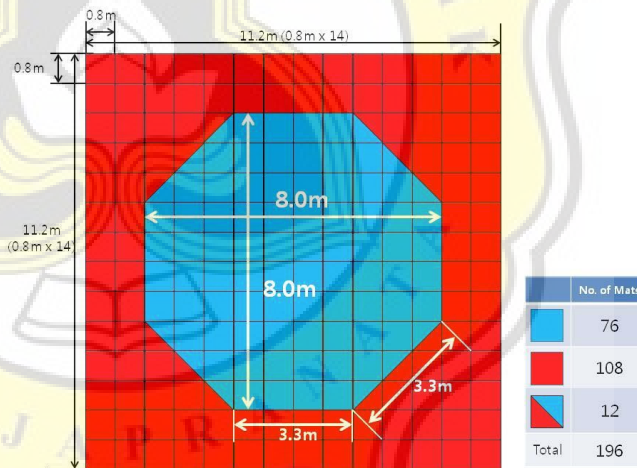 0.8m
11.2m (0.8m x 14)
0.8m
8.0m
11.2m
(0.8m x 14)
8.0m
3.3m
3.3m
No. of Mats
76
108
12
Total 196
J A P R A N A T A
K